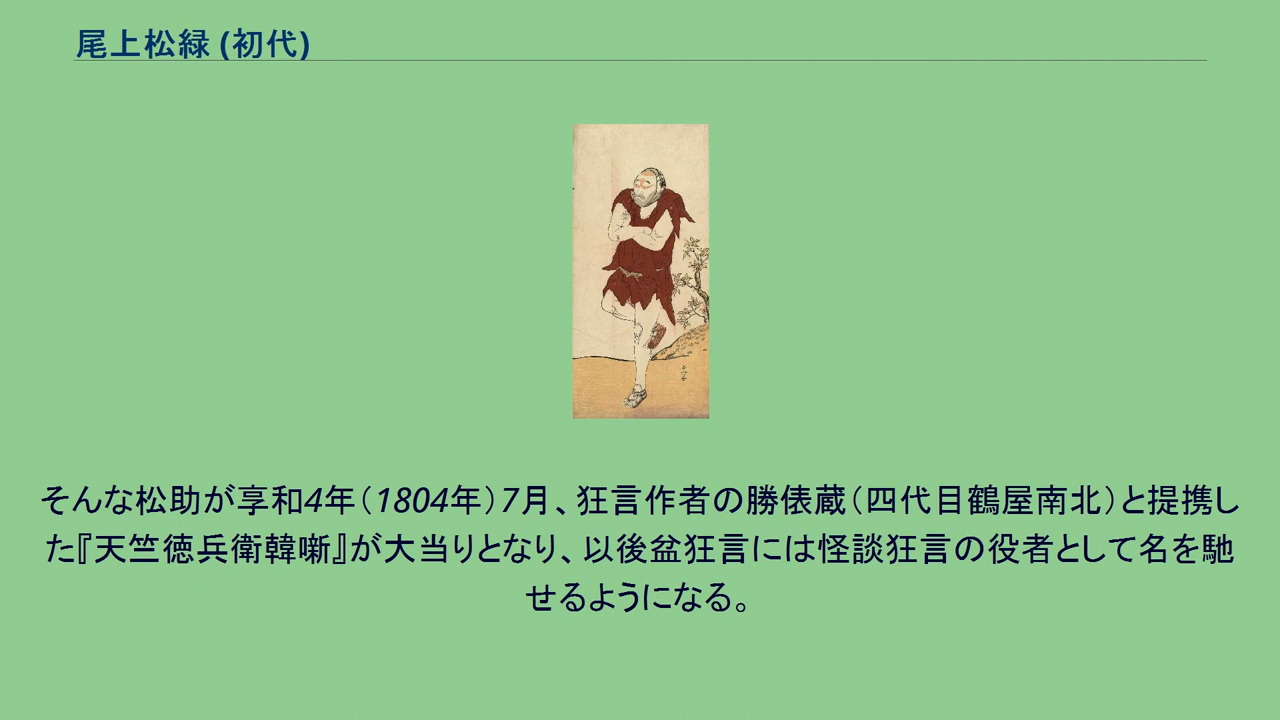 尾上松緑 (初代)
そんな松助が享和4年（1804年）7月、狂言作者の勝俵蔵（四代目鶴屋南北）と提携し
た『天竺徳兵衛韓噺』が大当りとなり、以後盆狂言には怪談狂言の役者として名を馳
せるようになる。